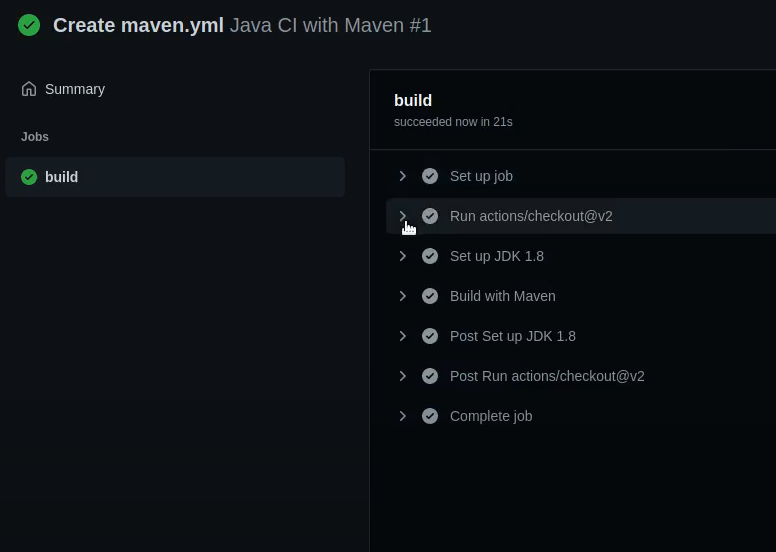 Create maven.yml Java CI with Maven #1
Summary
Jobs
build
build
succeeded now in 21s
Set up job
Run actions/checkout@v2
Set up JDK 1.8
Build with Maven
Post Set up JDK 1.8
Post Run actions/checkout@v2
Complete job